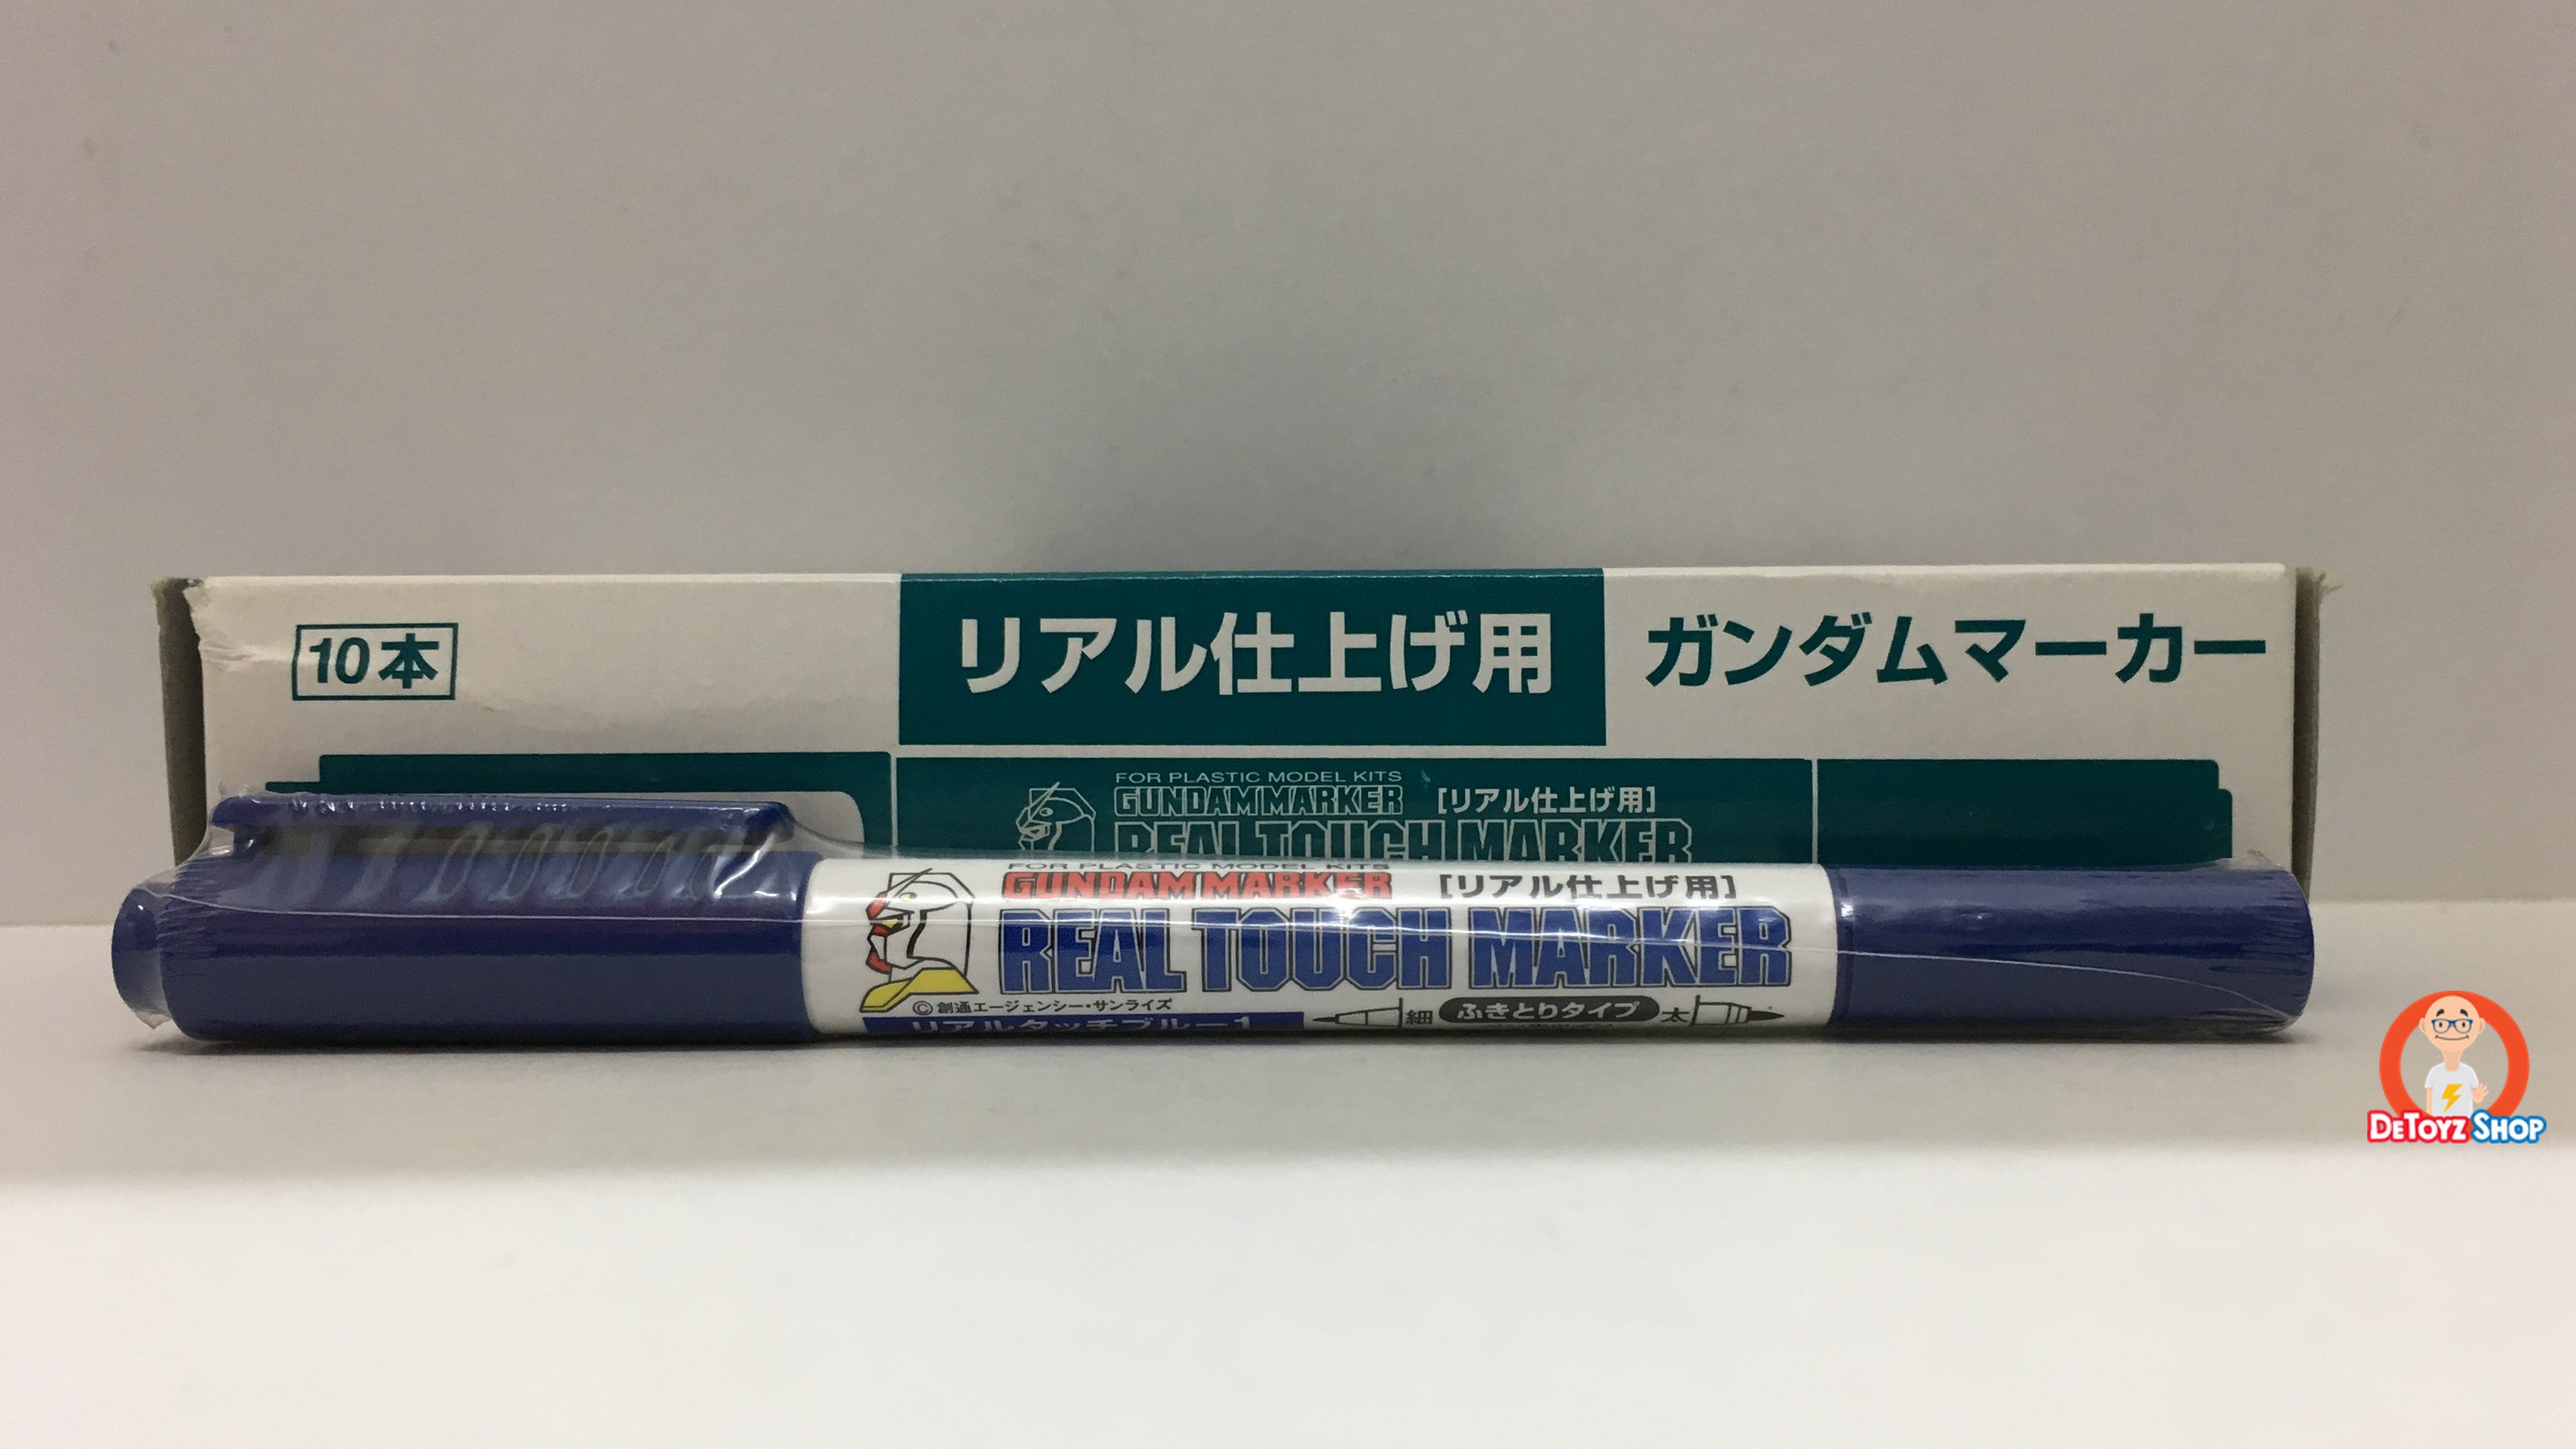 10本
リアル仕上げ用
ガンダムマーカー
FOR PLASTIC MODEL KITS
GUNDAM MARKER [リアル仕上げ用]
REAL TOUCH MARKER
FOR PLASTIC MODEL KITS
GUNDAM MARKER [リアル仕上げ用]
REAL TOUCH MARKER
©創通エージェンシー・サンライズ
リアルタッチブルー1
細 ふきとりタイプ 太
DETOYZ SHOP